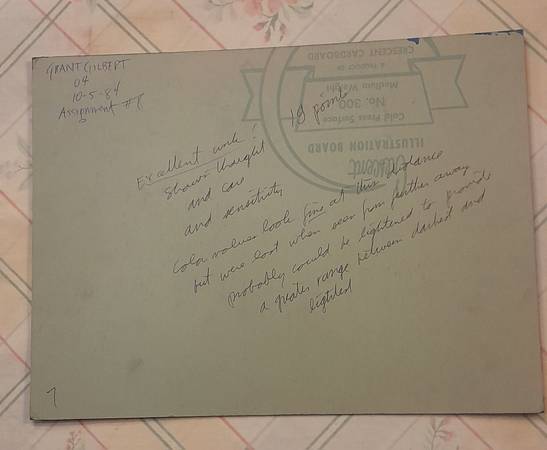 GRANT GILBERT
04
10-5-84
Assignment #8
CRESCENT CARDBOARD
A PRODUCT OF
Medium Weight
No. 300
Cold Press Surface
ILLUSTRATION BOARD
Crescent
Excellent work!
19 points
Shows thought
and care
and sensitivity
Color values look fine at this distance
but were lost when seen from farther away
Probably could be lightened to provide
a greater range between darkest and
lightest
7